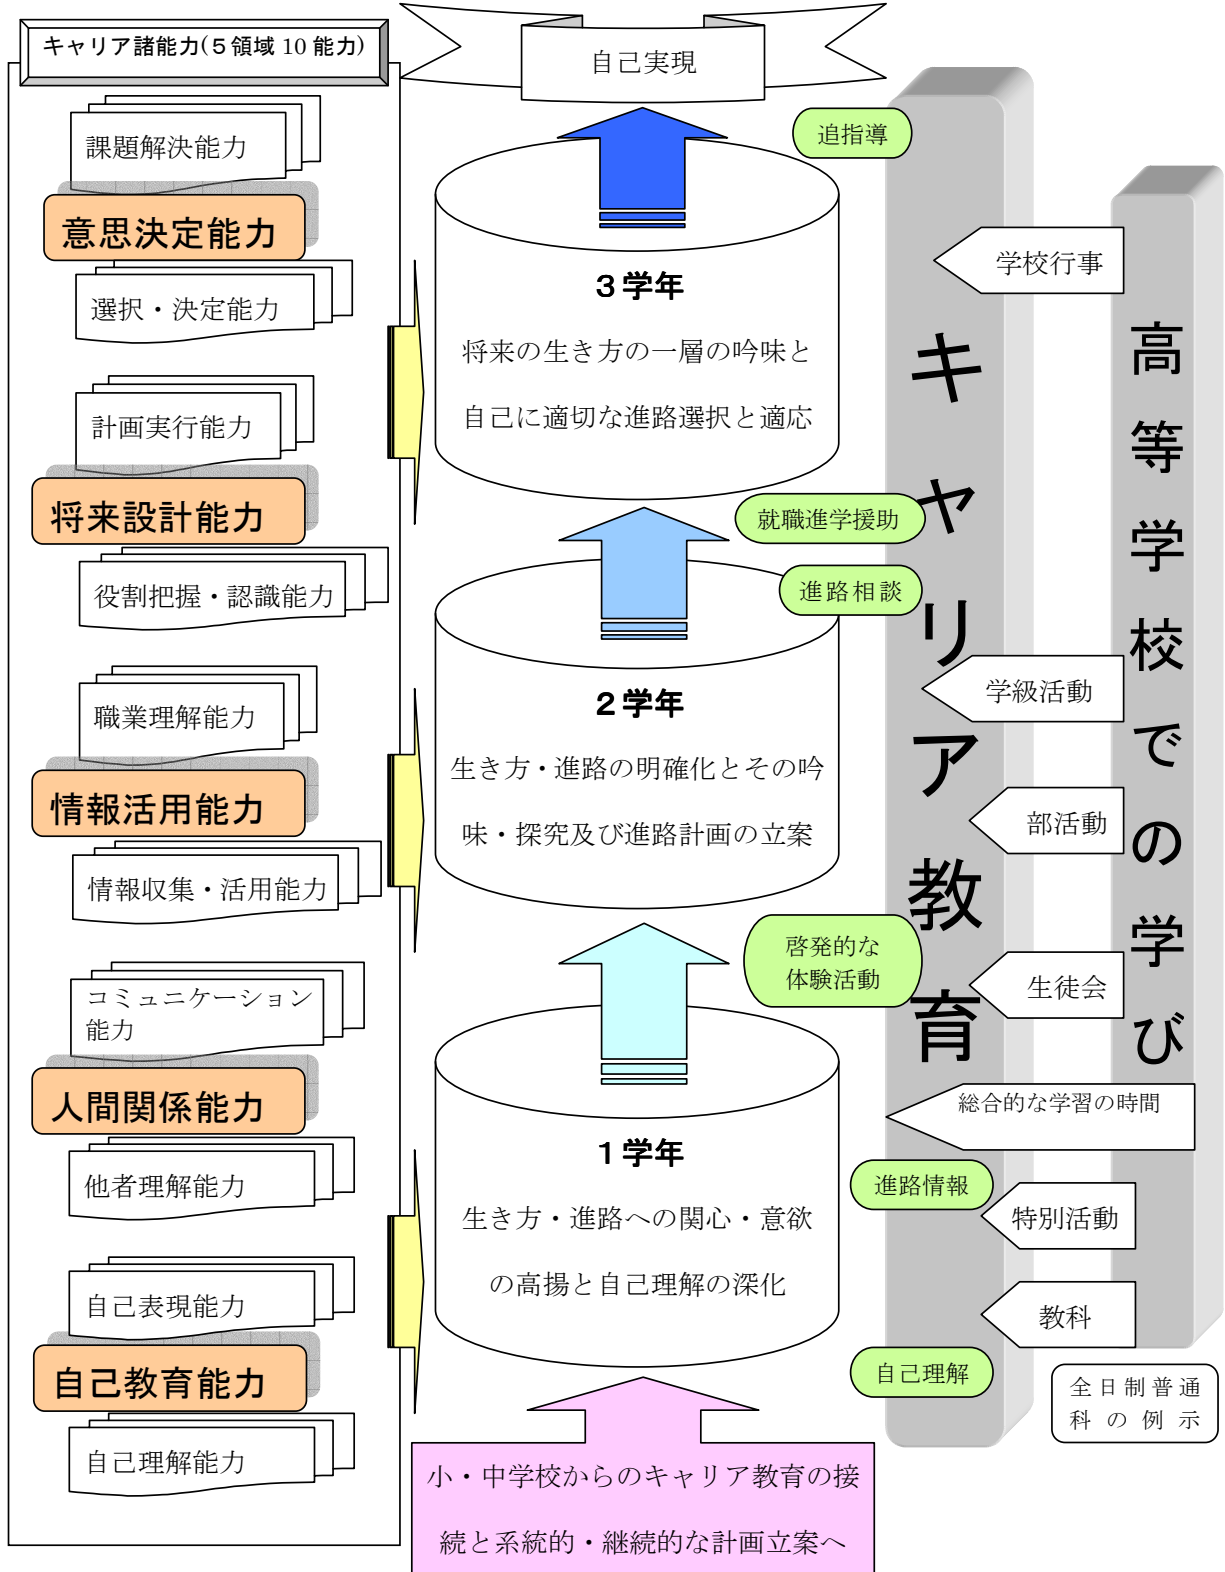 キャリア諸能力(５領域 10 能力)
課題解決能力
意思決定能力
選択・決定能力
計画実行能力
将来設計能力
役割把握・認識能力
職業理解能力
情報活用能力
情報収集・活用能力
コミュニケーション
能力
人間関係能力
他者理解能力
自己表現能力
自己教育能力
自己理解能力
自己実現
３学年
将来の生き方の一層の吟味と
自己に適切な進路選択と適応
２学年
生き方・進路の明確化とその吟
味・探究及び進路計画の立案
１学年
生き方・進路への関心・意欲
の高揚と自己理解の深化
小・中学校からのキャリア教育の接
続と系統的・継続的な計画立案へ
追指導
就職進学援助
進路相談
啓発的な
体験活動
進路情報
自己理解
キャリア教育
学校行事
学級活動
部活動
生徒会
総合的な学習の時間
特別活動
教科
高等学校での学び
全日制普通
科の例示